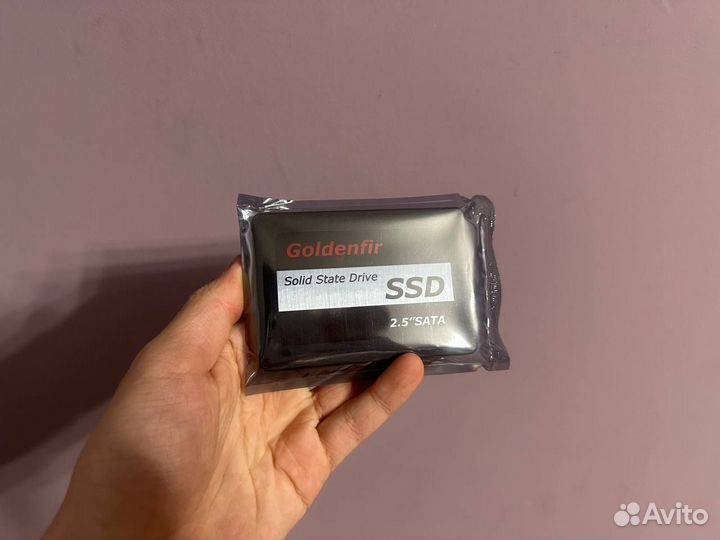 Goldenfir
Solid State Drive
SSD
2.5"SATA
Avito